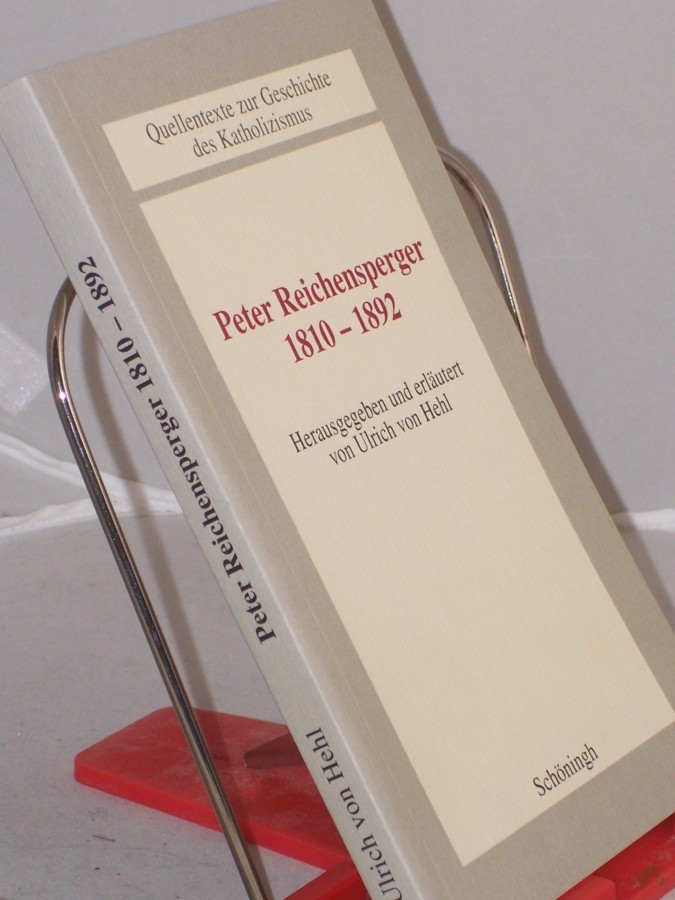 Quellentexte zur Geschichte
des Katholizismus
Peter Reichensperger
1810 – 1892
Herausgegeben und erläutert
von Ulrich von Hehl
Schöningh
Peter Reichensperger 1810 – 1892
Ulrich von Hehl